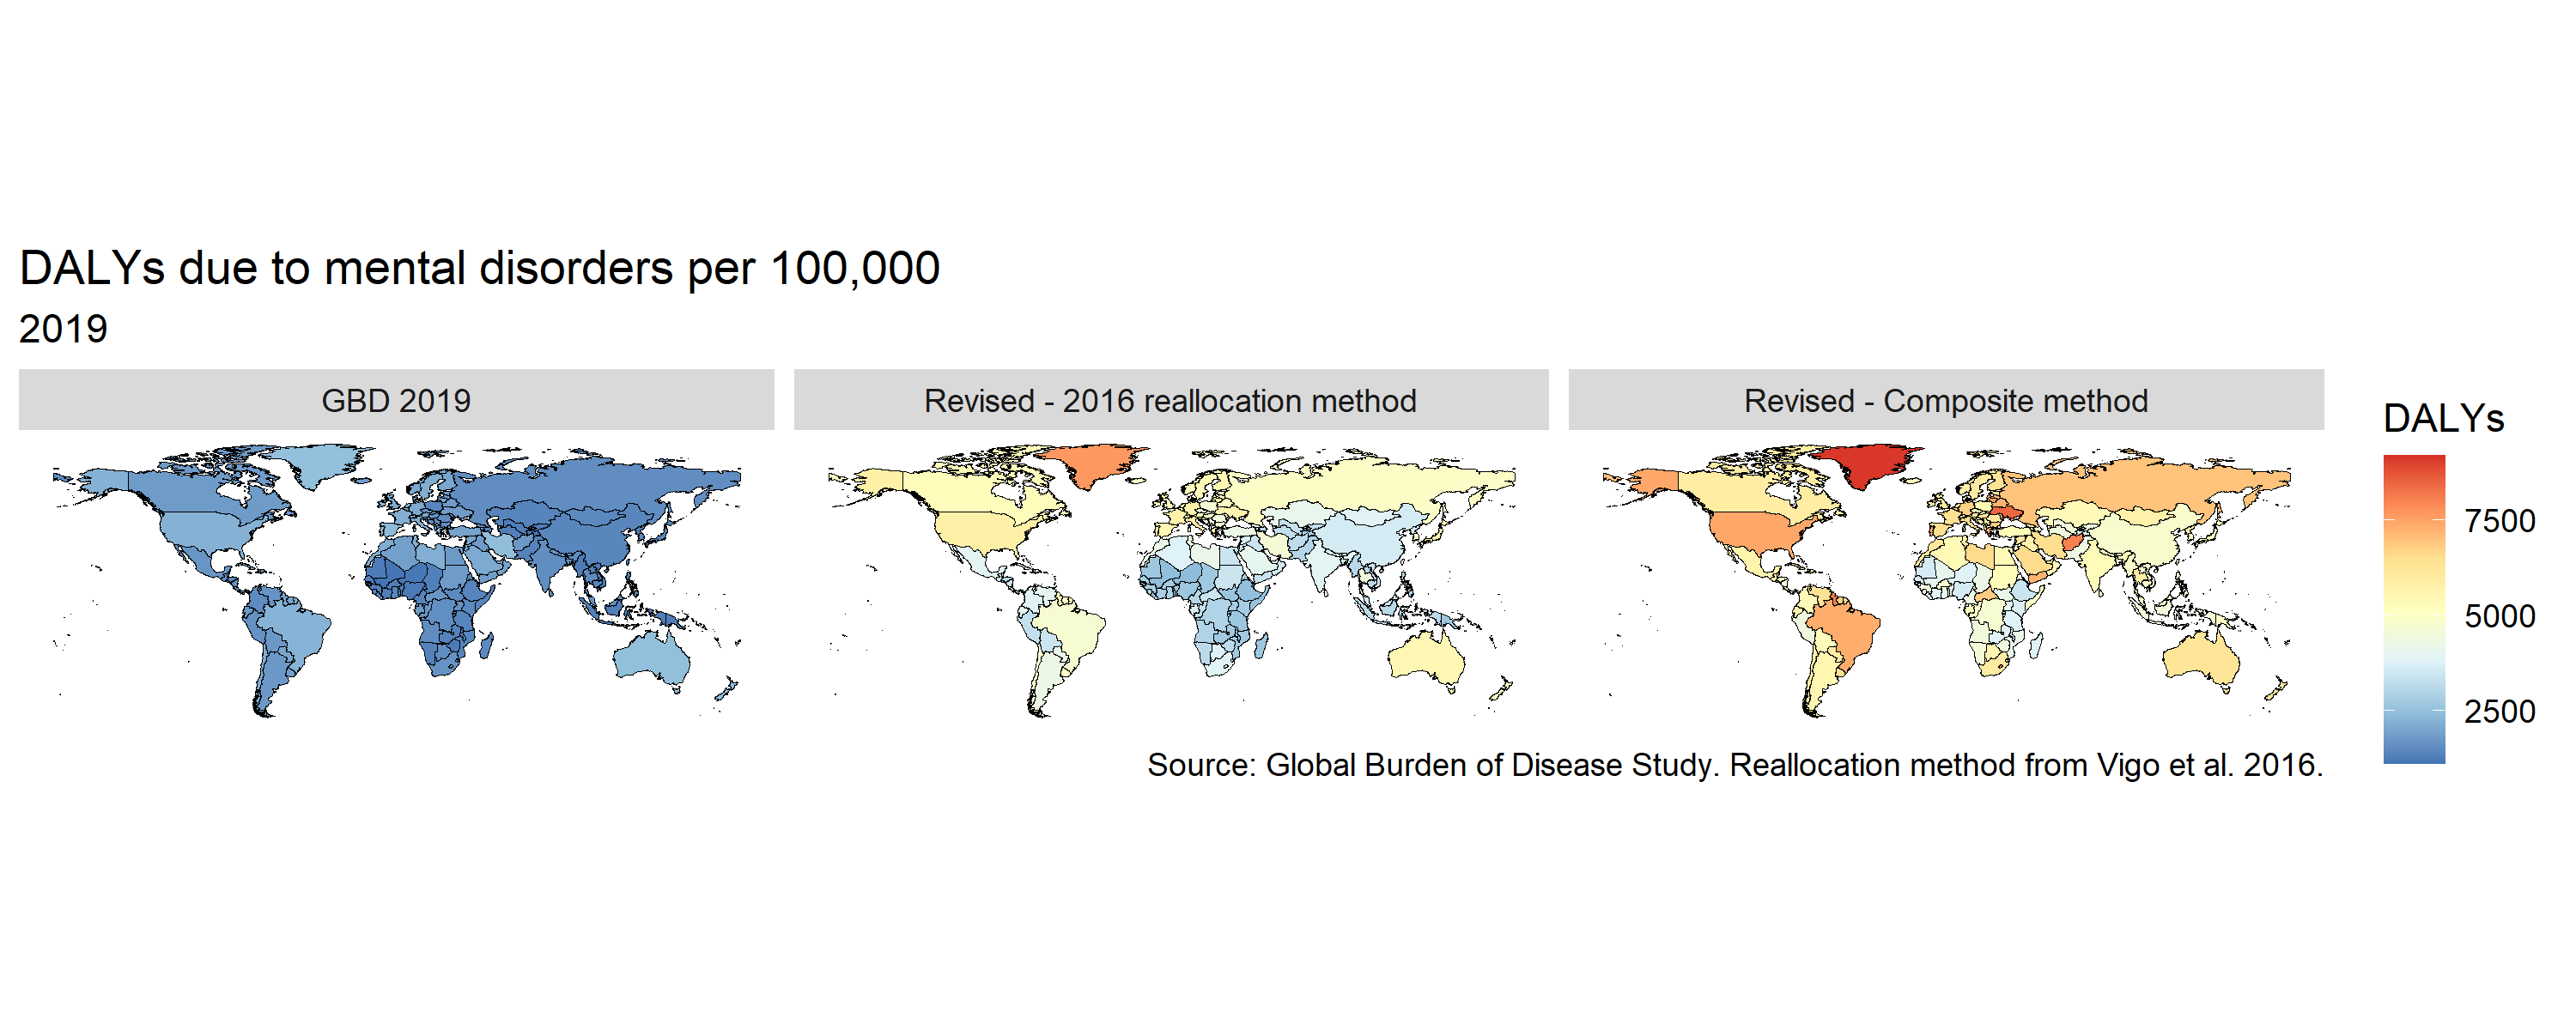 DALYs due to mental disorders per 100,000
2019
GBD 2019
Revised - 2016 reallocation method
Revised - Composite method
DALYs
7500
5000
2500
Source: Global Burden of Disease Study. Reallocation method from Vigo et al. 2016.